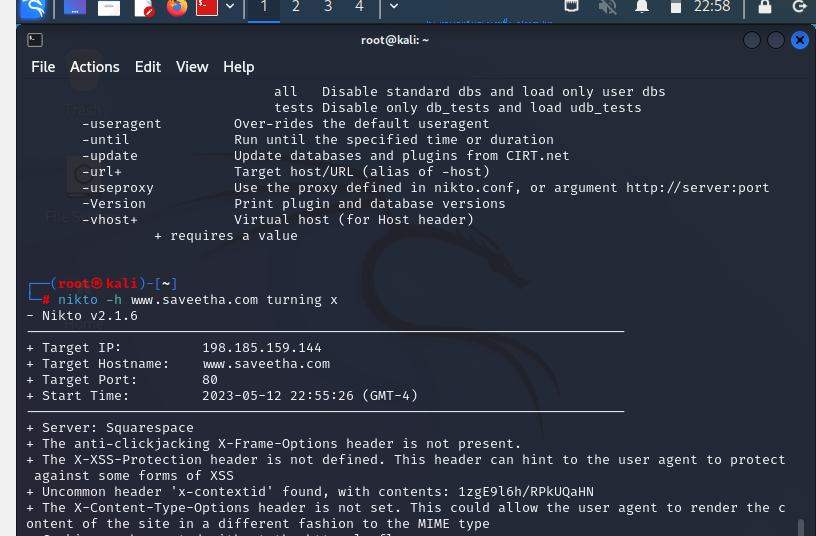 1 2 3 4 22:58
root@kali: ~
File Actions Edit View Help
all Disable standard dbs and load only user dbs
tests Disable only db_tests and load udb_tests
-useragent Over-rides the default useragent
-until Run until the specified time or duration
-update Update databases and plugins from CIRT.net
-url+ Target host/URL (alias of -host)
-useproxy Use the proxy defined in nikto.conf, or argument http://server:port
-Version Print plugin and database versions
-vhost+ Virtual host (for Host header)
+ requires a value
┌──(root㉿kali)-[~]
└─# nikto -h www.saveetha.com turning x
- Nikto v2.1.6
+ Target IP: 198.185.159.144
+ Target Hostname: www.saveetha.com
+ Target Port: 80
+ Start Time: 2023-05-12 22:55:26 (GMT-4)
+ Server: Squarespace
+ The anti-clickjacking X-Frame-Options header is not present.
+ The X-XSS-Protection header is not defined. This header can hint to the user agent to protect
against some forms of XSS
+ Uncommon header 'x-contextid' found, with contents: 1zgE9l6h/RPkUQaHN
+ The X-Content-Type-Options header is not set. This could allow the user agent to render the c
ontent of the site in a different fashion to the MIME type